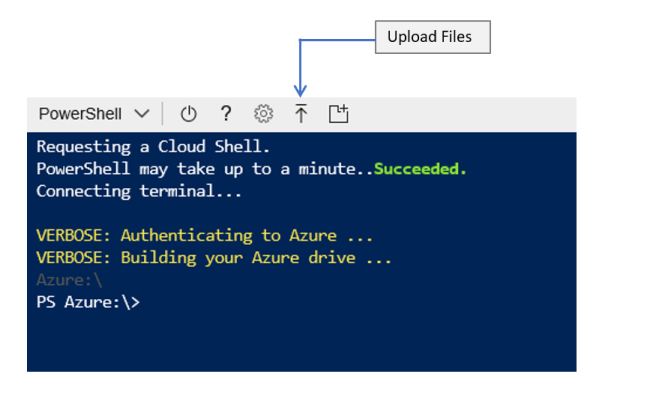 Upload Files
PowerShell
?
Requesting a Cloud Shell.
PowerShell may take up to a minute..Succeeded.
Connecting terminal...
VERBOSE: Authenticating to Azure ...
VERBOSE: Building your Azure drive ...
Azure:\
PS Azure:\>